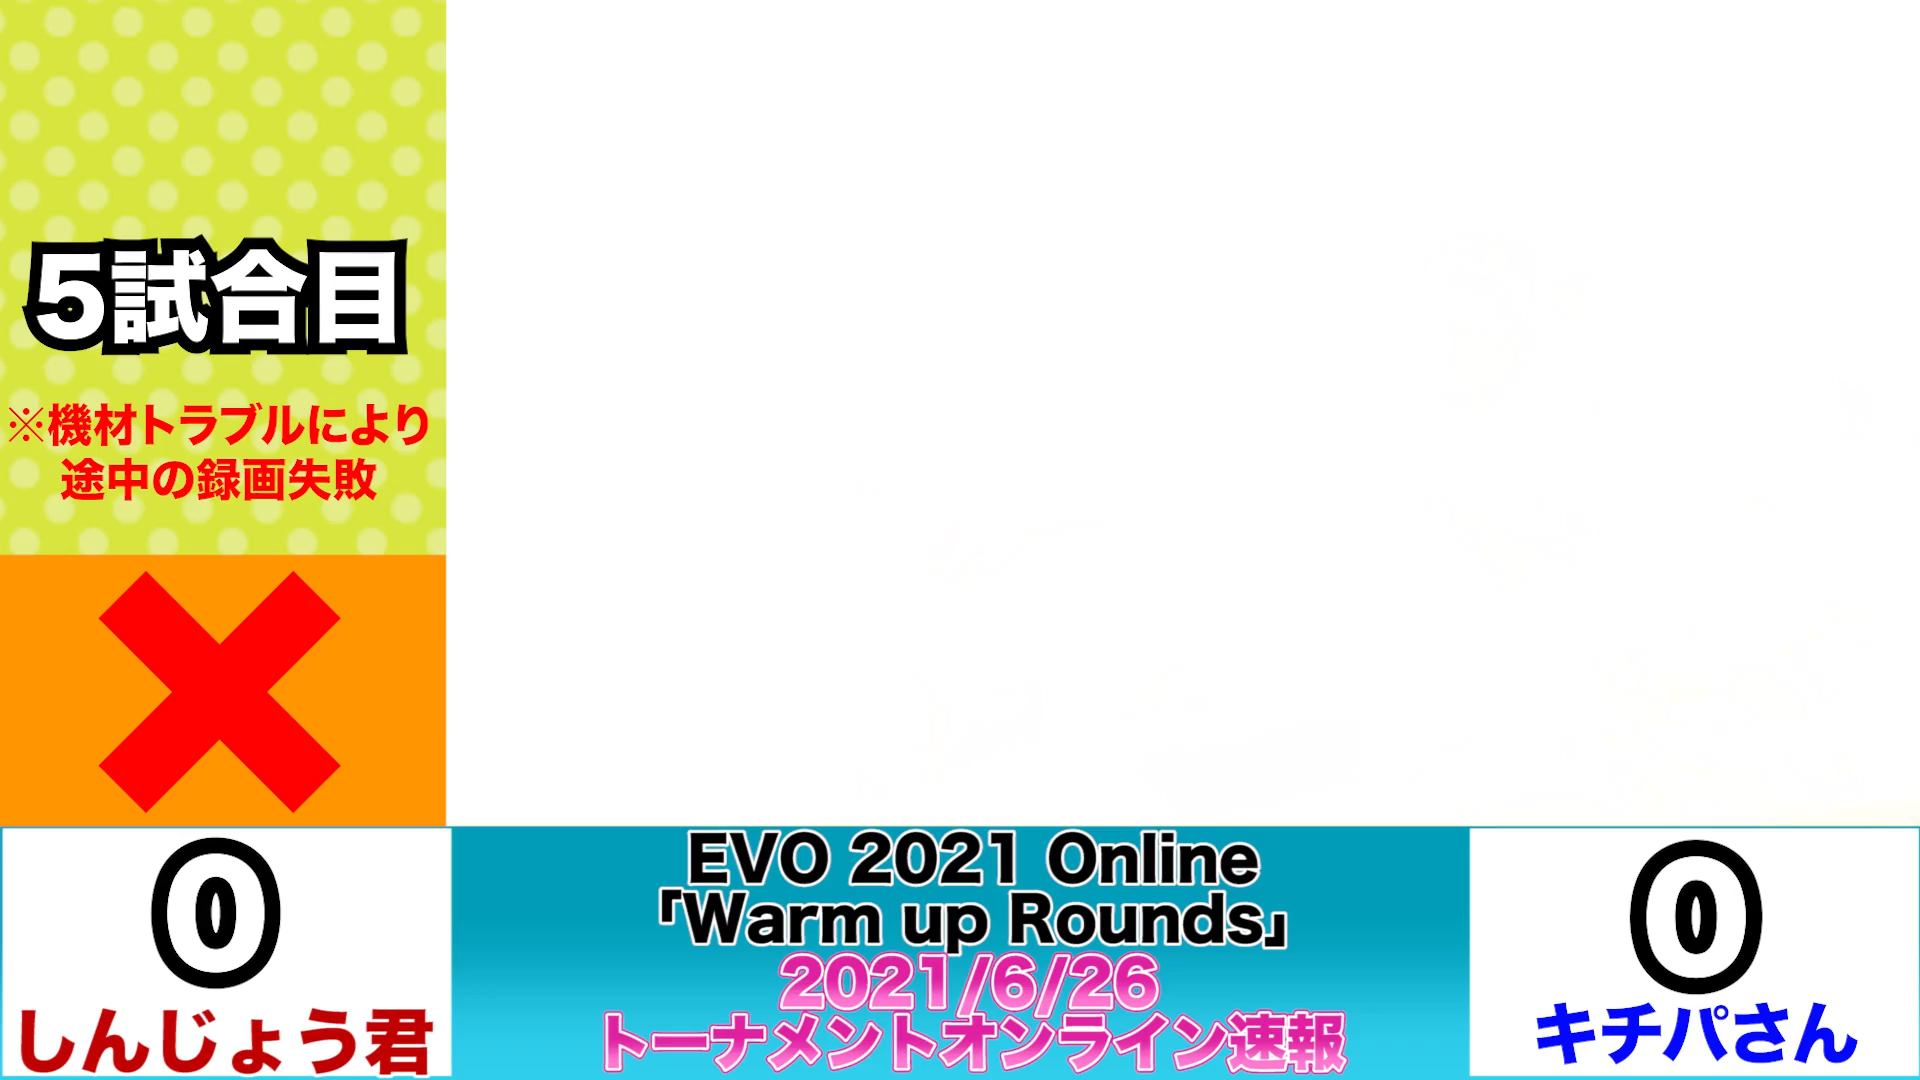 5試合目
※機材トラブルにより
途中の録画失敗
0
しんじょう君
EVO 2021 Online
「Warm up Rounds」
2021/6/26
トーナメントオンライン速報
0
キチパさん